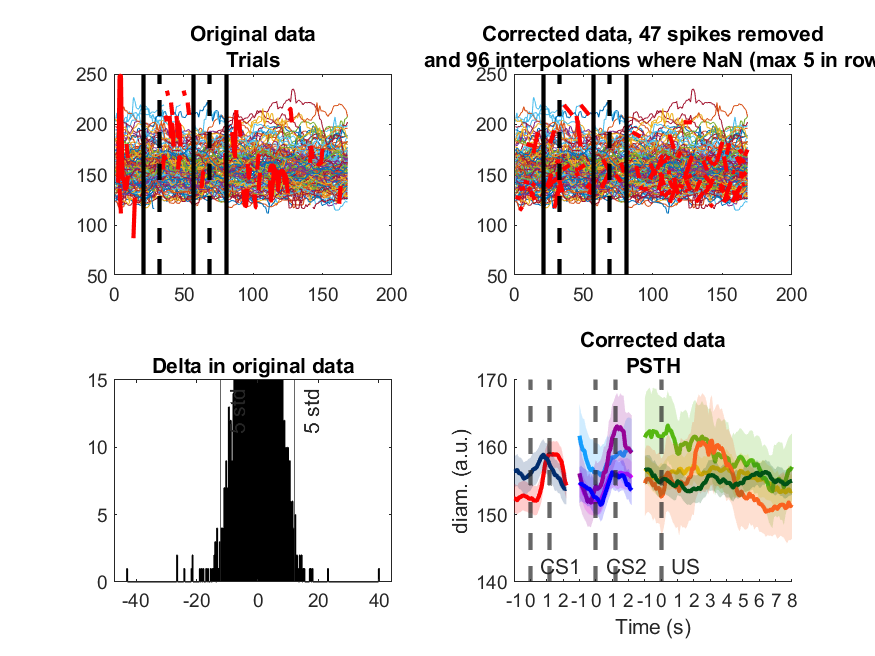 Original data
Trials
250
200
150
100
50
0 50 100 150 200
Corrected data, 47 spikes removed
and 96 interpolations where NaN (max 5 in row
250
200
150
100
50
0 50 100 150 200
Delta in original data
15
10
5
0
5 std
5 std
-40 -20 0 20 40
Corrected data
PSTH
170
160
150
140
diam. (a.u.)
CS1 CS2 US
-1 0 1 2 -1 0 1 2 -1 0 1 2 3 4 5 6 7 8
Time (s)